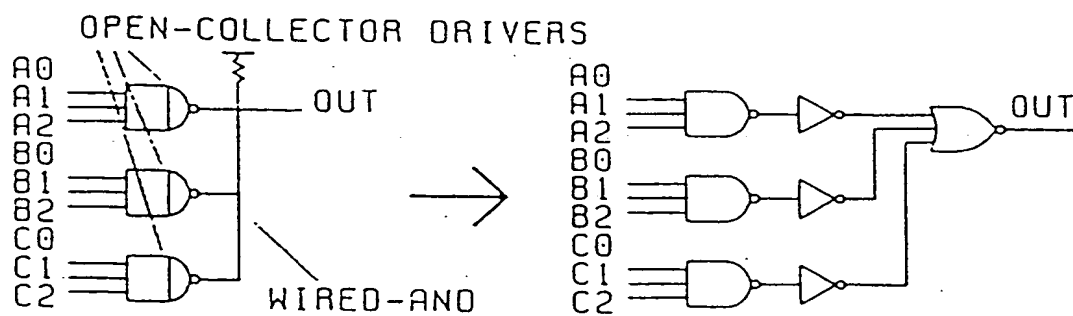 OPEN-COLLECTOR DRIVERS
A0
A1
A2
B0
B1
B2
C0
C1
C2
OUT
WIRED-AND
A0
A1
A2
B0
B1
B2
C0
C1
C2
OUT